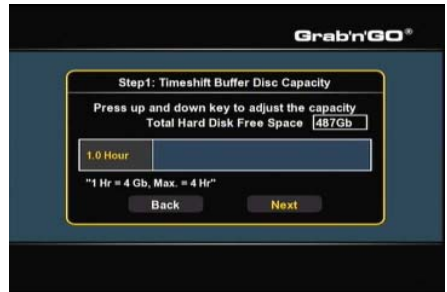 Grab'n'GO®
Step1: Timeshift Buffer Disc Capacity
Press up and down key to adjust the capacity
Total Hard Disk Free Space 487Gb
1.0 Hour
"1 Hr = 4 Gb, Max. = 4 Hr"
Back Next